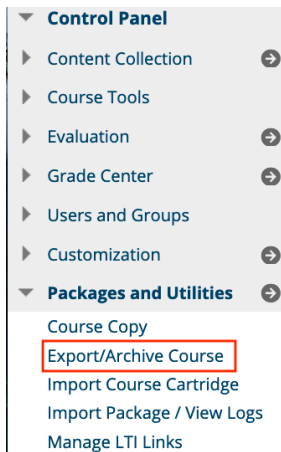 Control Panel
Content Collection
Course Tools
Evaluation
Grade Center
Users and Groups
Customization
Packages and Utilities
Course Copy
Export/Archive Course
Import Course Cartridge
Import Package / View Logs
Manage LTI Links